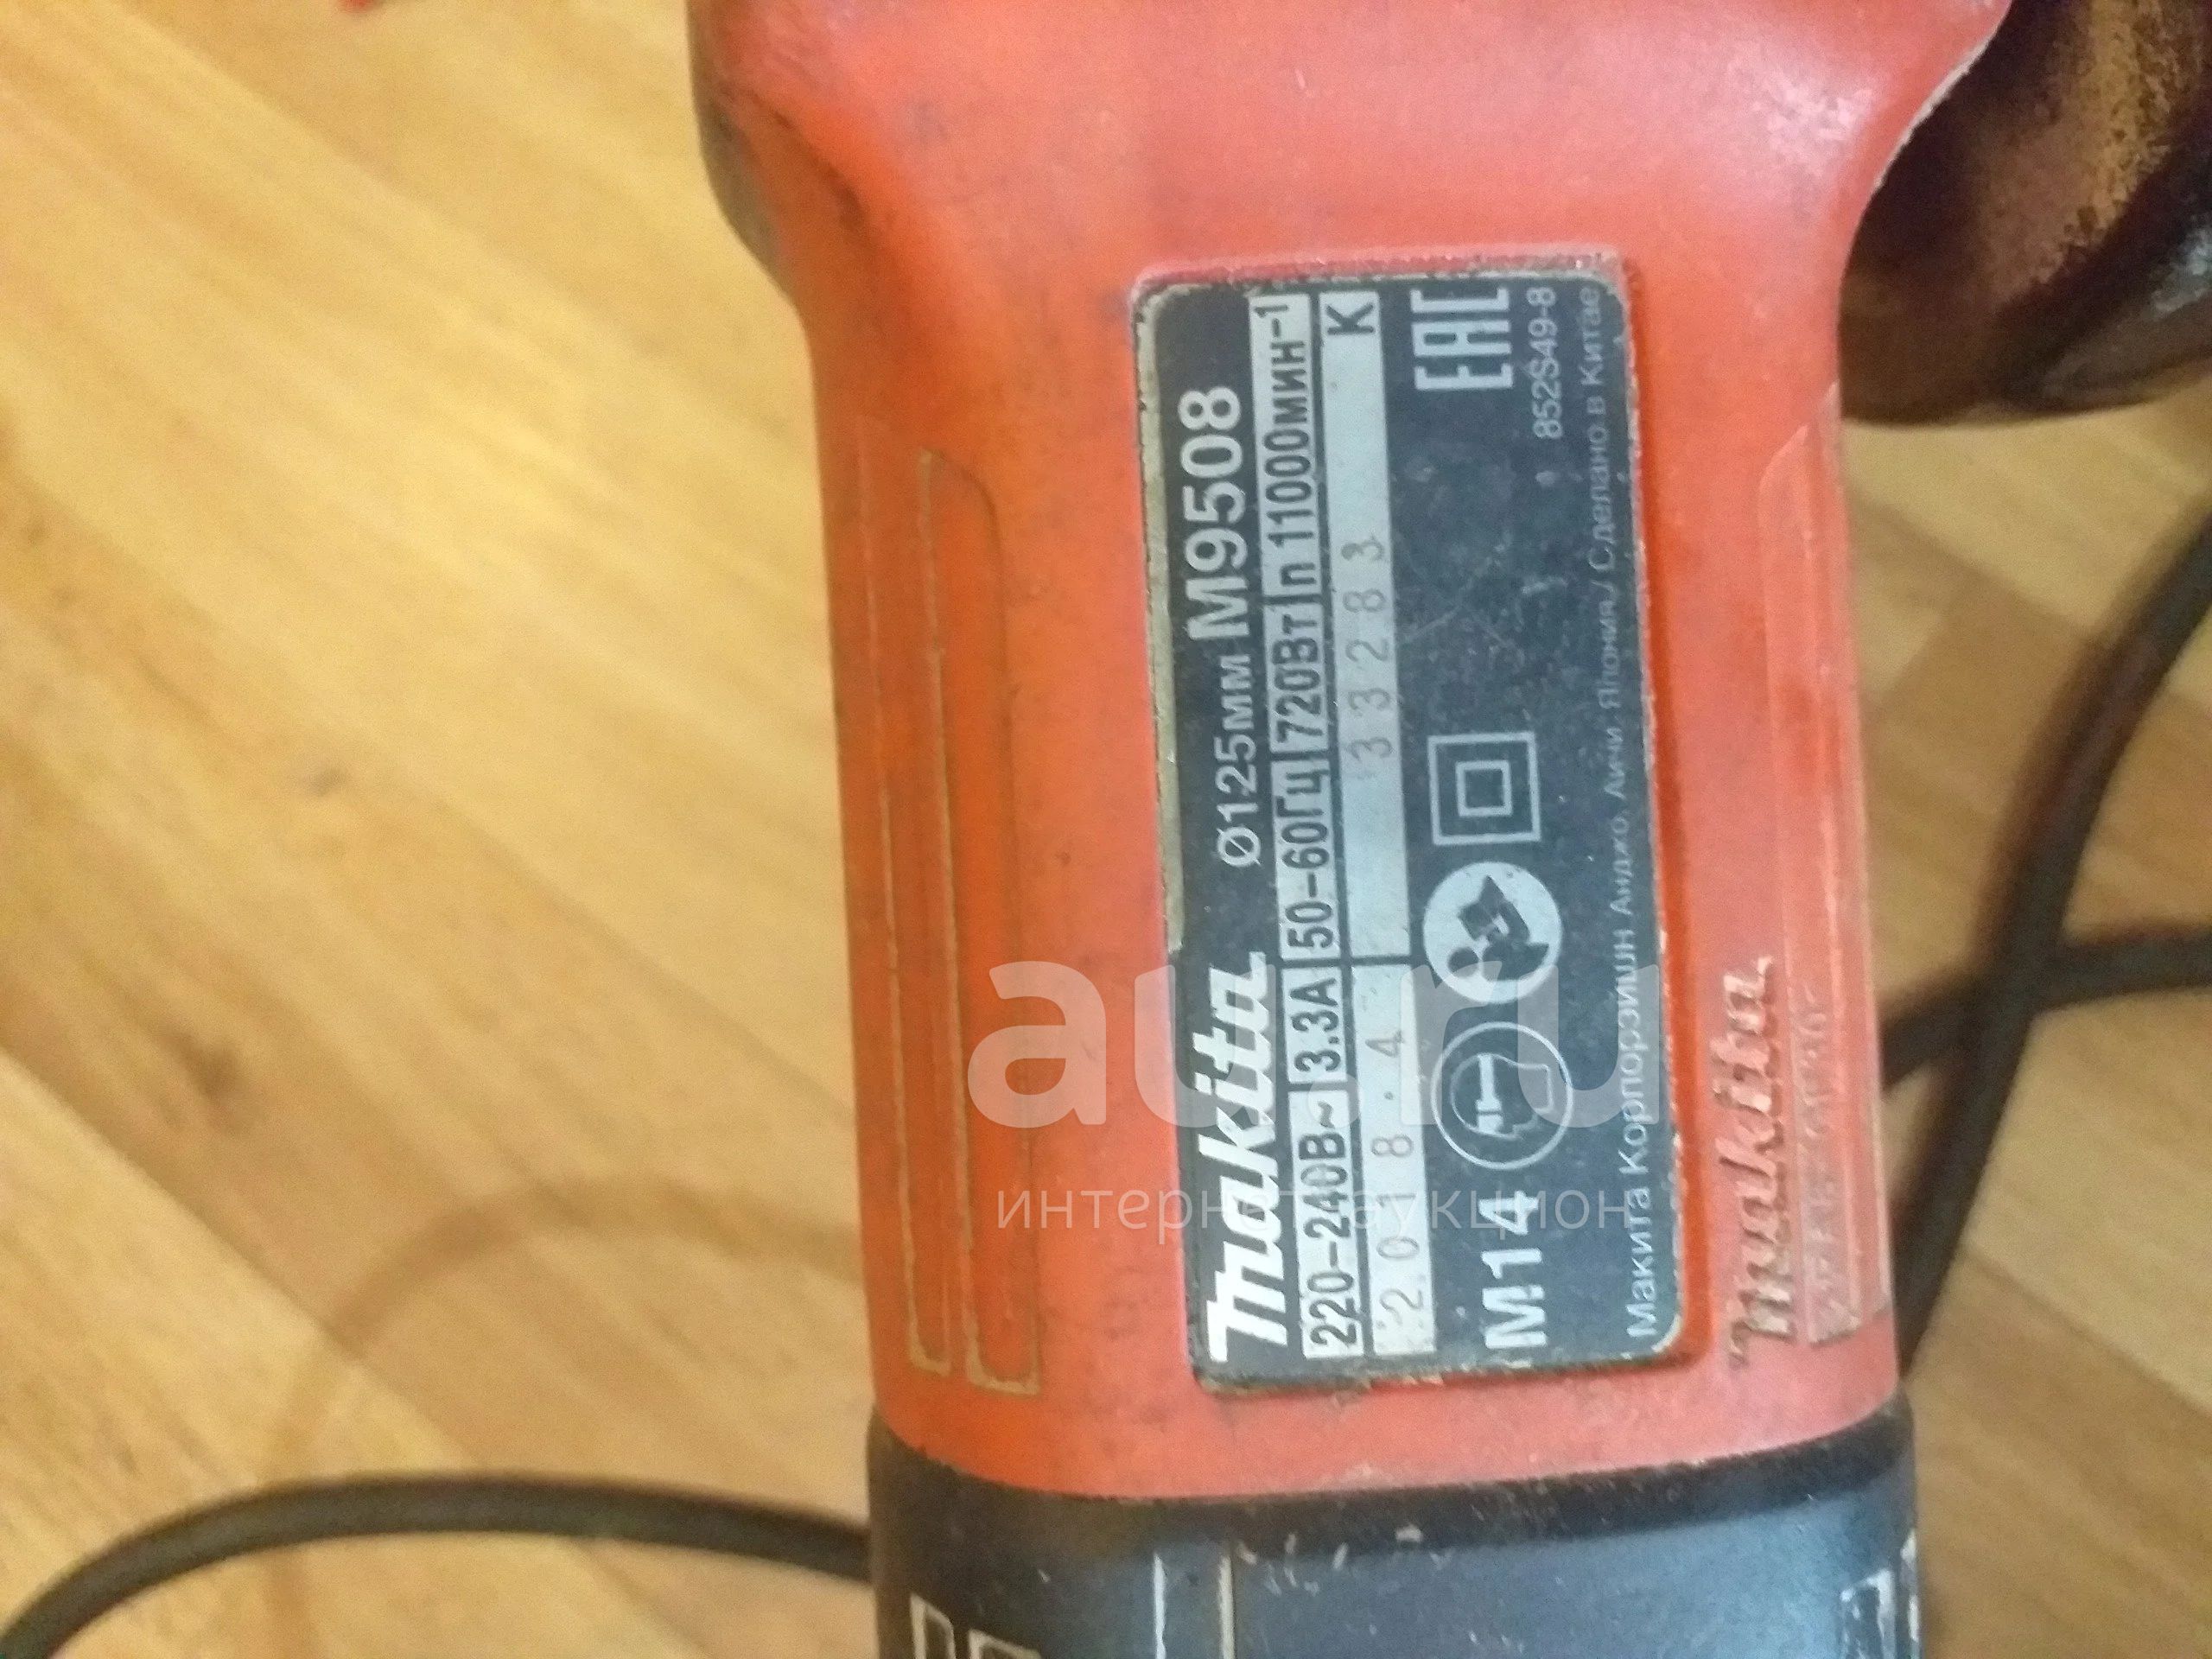 makita Ø125мм M9508
220-240В~ 3.3А 50-60Гц 720Вт n 11000мин-1
2018.4 33283 K
M14 EAC
852S49-8
Макита Корпорэйшн Анджо, Аичи Япония / Сделано в Китае
makita
au.ru
интернет-аукцион